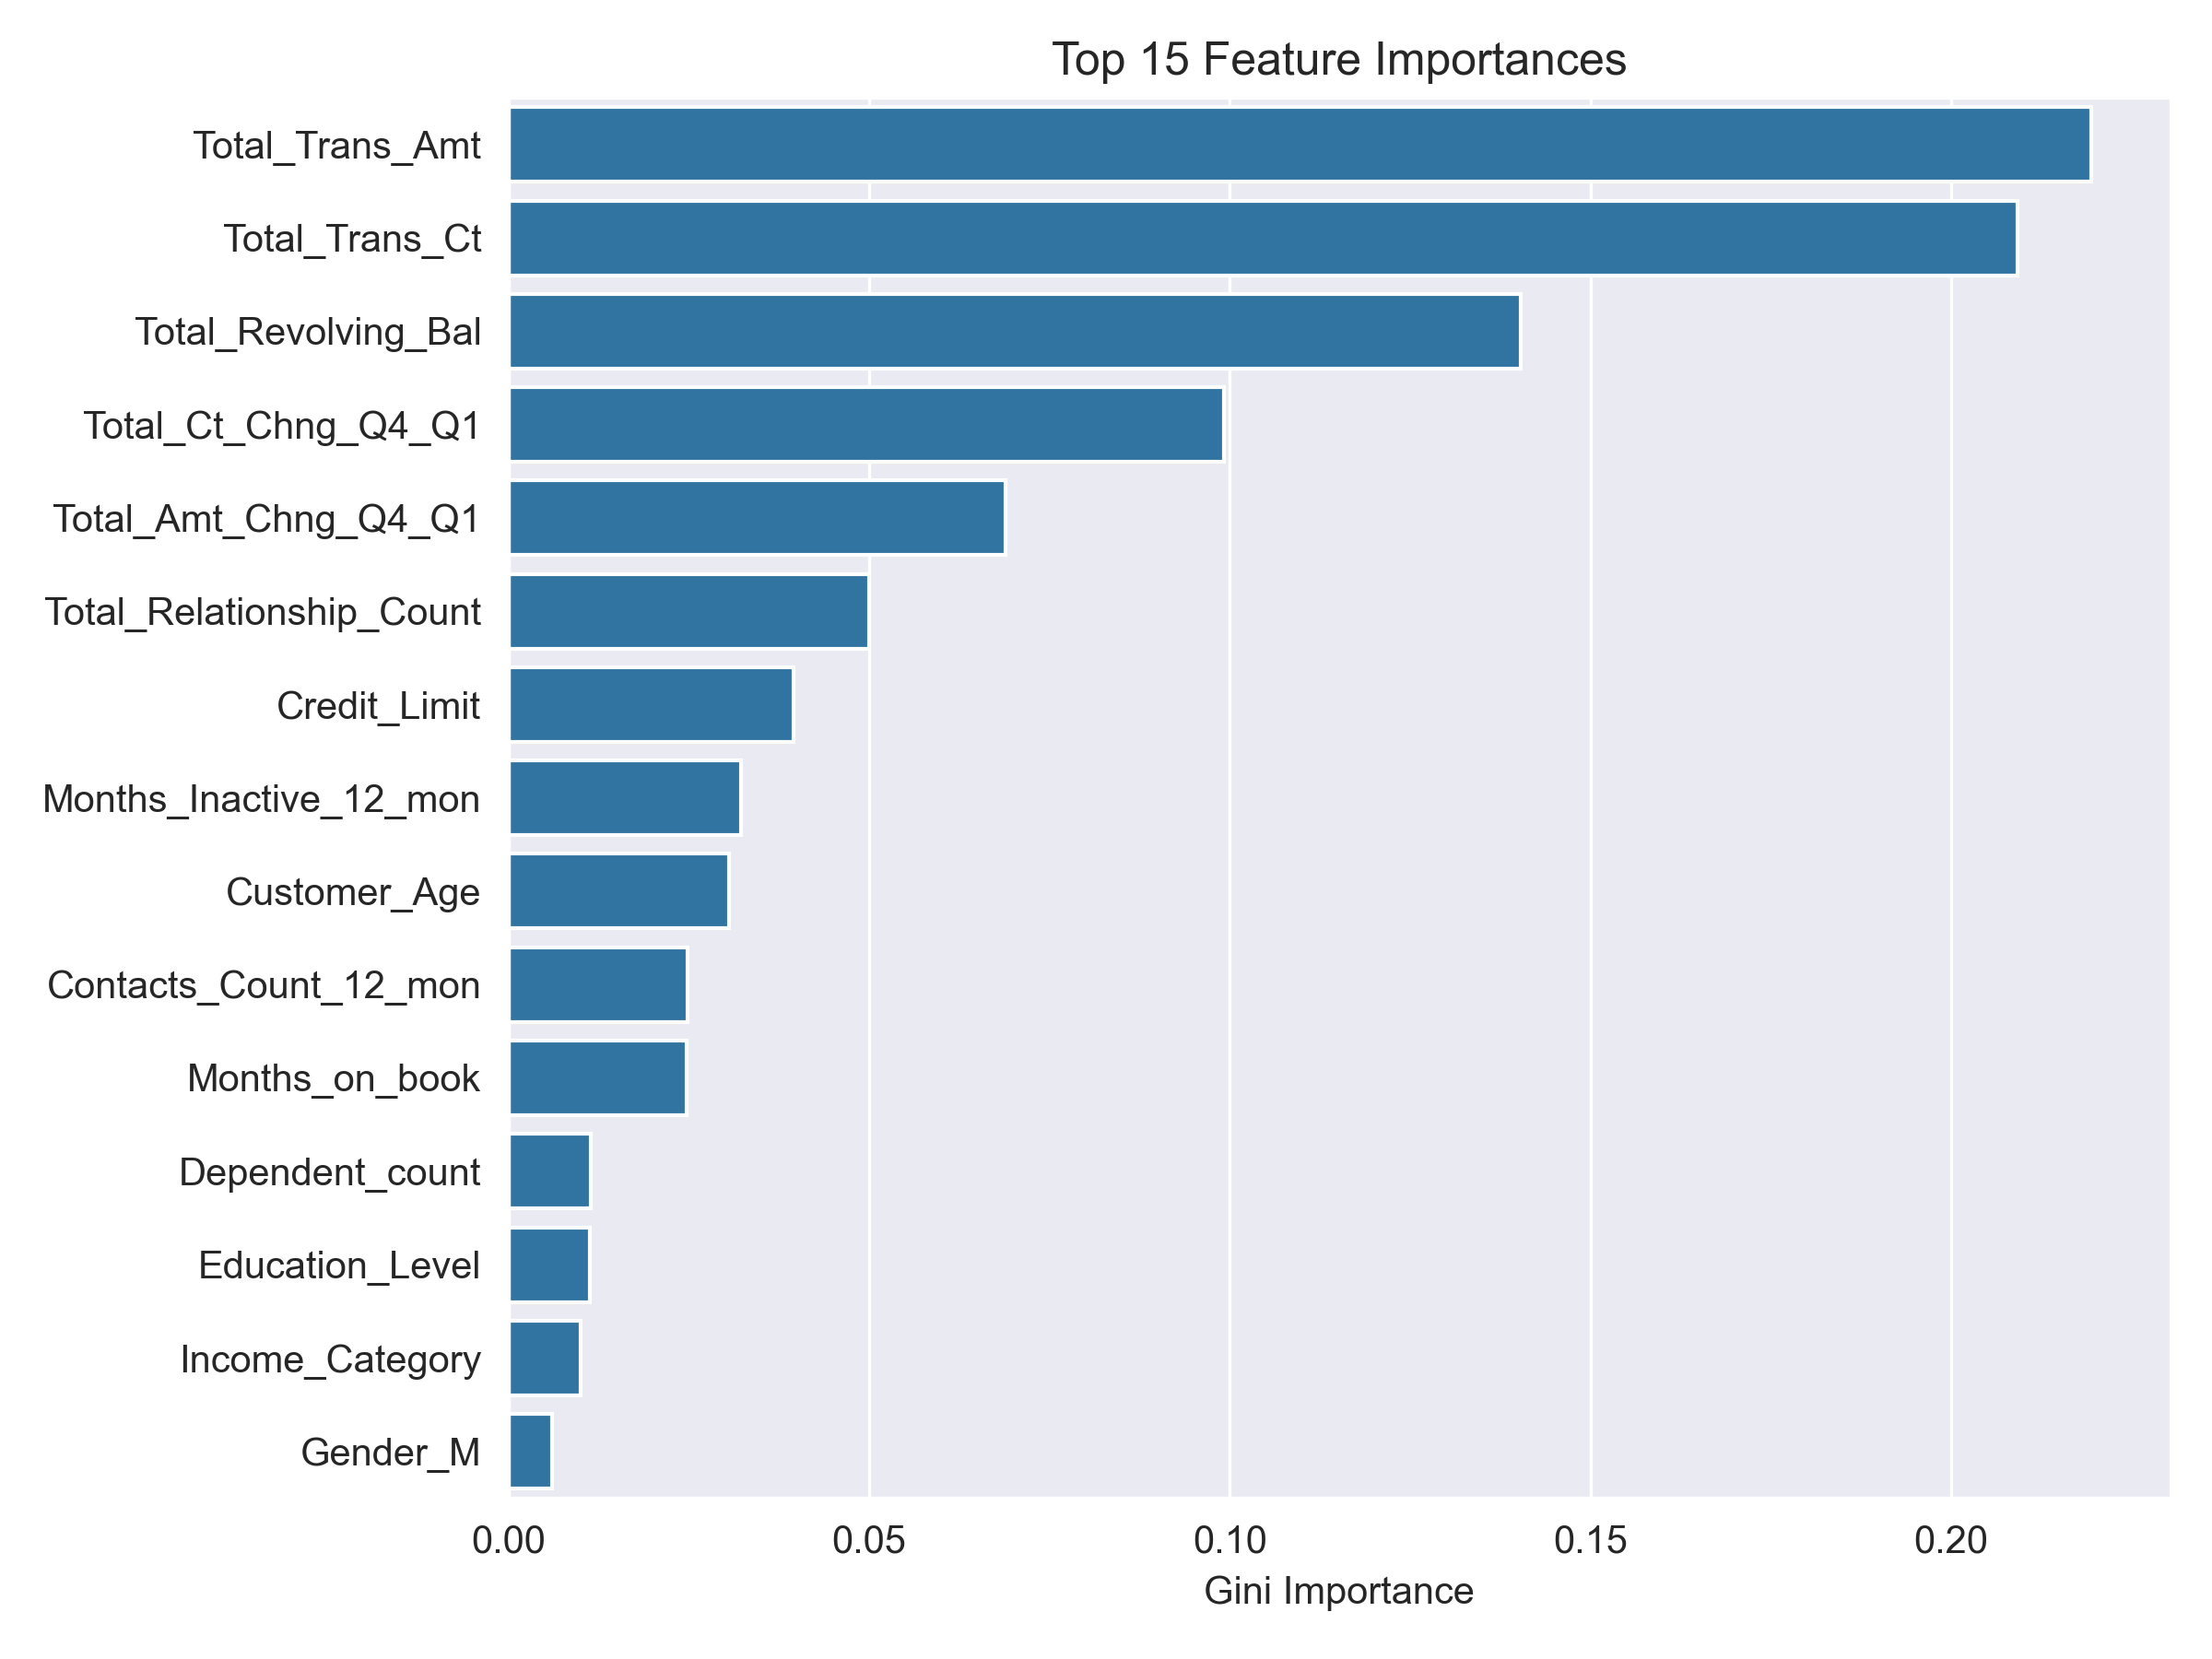 Top 15 Feature Importances
Total_Trans_Amt
Total_Trans_Ct
Total_Revolving_Bal
Total_Ct_Chng_Q4_Q1
Total_Amt_Chng_Q4_Q1
Total_Relationship_Count
Credit_Limit
Months_Inactive_12_mon
Customer_Age
Contacts_Count_12_mon
Months_on_book
Dependent_count
Education_Level
Income_Category
Gender_M
0.00 0.05 0.10 0.15 0.20
Gini Importance